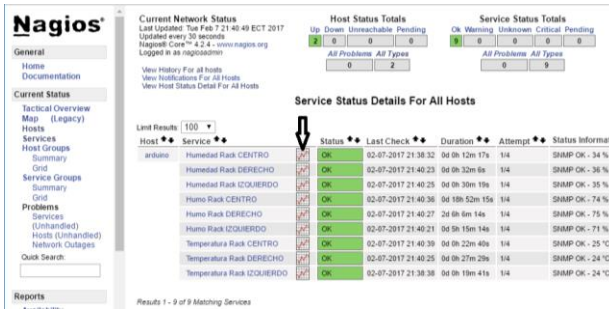 Nagios®
General
Home
Documentation
Current Status
Tactical Overview
Map (Legacy)
Hosts
Services
Host Groups
Summary
Grid
Service Groups
Summary
Grid
Problems
Services
(Unhandled)
Hosts (Unhandled)
Network Outages
Quick Search:
Reports
Current Network Status
Last Updated: Tue Feb 7 21:40:49 ECT 2017
Updated every 30 seconds
Nagios® Core™ 4.2.4 - www.nagios.org
Logged in as nagiosadmin
View History For all hosts
View Notifications For All Hosts
View Host Status Detail For All Hosts
Host Status Totals
Up Down Unreachable Pending
2 0 0 0
All Problems All Types
0 2
Service Status Totals
Ok Warning Unknown Critical Pending
9 0 0 0 0
All Problems All Types
0 9
Service Status Details For All Hosts
Limit Results: 100
Host Service Status Last Check Duration Attempt Status Informat
arduino Humedad Rack CENTRO OK 02-07-2017 21:38:32 0d 0h 12m 17s 1/4 SNMP OK - 34 %
Humedad Rack DERECHO OK 02-07-2017 21:40:23 0d 0h 32m 6s 1/4 SNMP OK - 36 %
Humedad Rack IZQUIERDO OK 02-07-2017 21:40:25 0d 0h 30m 19s 1/4 SNMP OK - 35 %
Humo Rack CENTRO OK 02-07-2017 21:40:36 0d 18h 52m 15s 1/4 SNMP OK - 74 %
Humo Rack DERECHO OK 02-07-2017 21:40:27 2d 6h 6m 14s 1/4 SNMP OK - 75 %
Humo Rack IZQUIERDO OK 02-07-2017 21:40:21 0d 5h 15m 14s 1/4 SNMP OK - 71 %
Temperatura Rack CENTRO OK 02-07-2017 21:40:39 0d 0h 22m 40s 1/4 SNMP OK - 25 °C
Temperatura Rack DERECHO OK 02-07-2017 21:40:25 0d 0h 27m 29s 1/4 SNMP OK - 24 °C
Temperatura Rack IZQUIERDO OK 02-07-2017 21:38:38 0d 0h 19m 41s 1/4 SNMP OK - 24 °C
Results 1 - 9 of 9 Matching Services